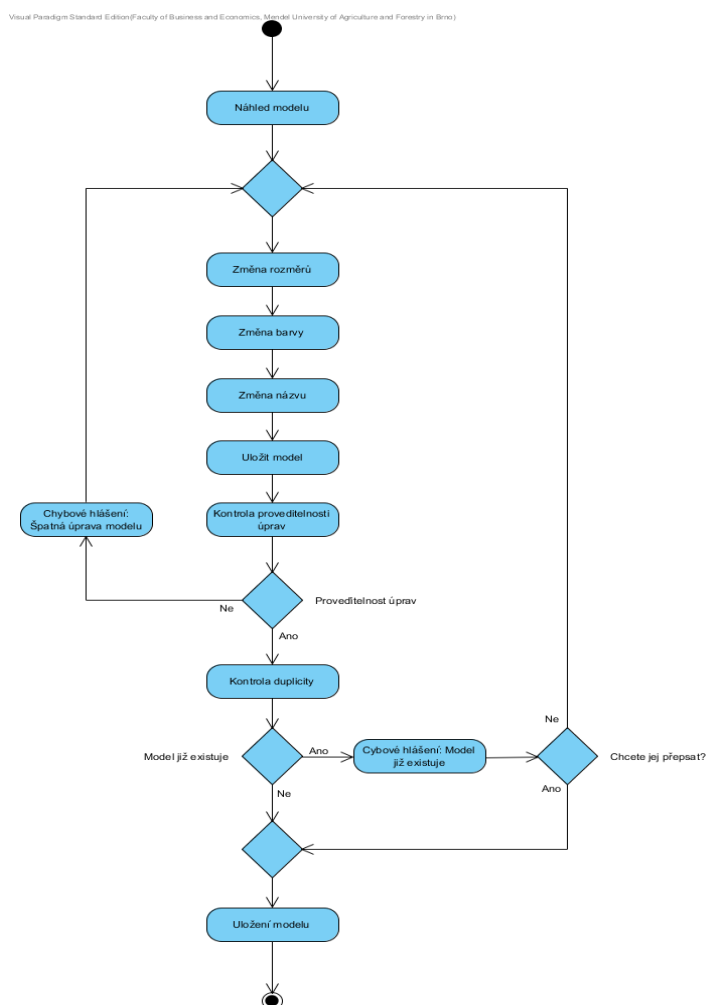 Visual Paradigm Standard Edition(Faculty of Business and Economics, Mendel University of Agriculture and Forestry in Brno)
Náhled modelu
Změna rozměrů
Změna barvy
Změna názvu
Uložit model
Chybové hlášení:
Špatná úprava modelu
Kontrola proveditelnosti
úprav
Ne
Proveditelnost úprav
Ano
Kontrola duplicity
Ne
Model již existuje
Ano
Cybové hlášení: Model
již existuje
Chcete jej přepsat?
Ne
Ano
Uložení modelu